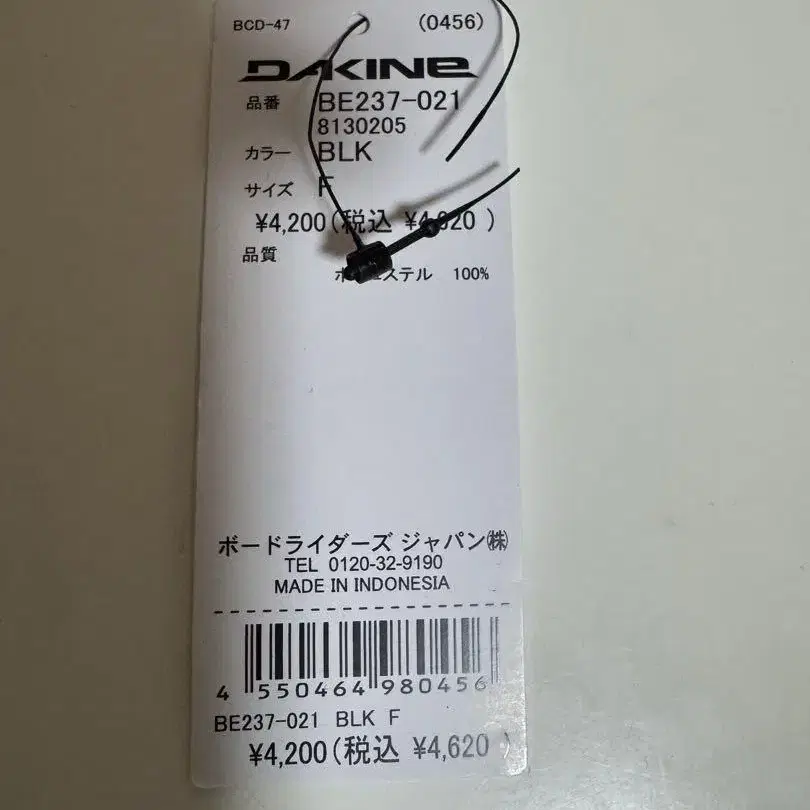 BCD-47 (0456)
DAKINE
品番 BE237-021
8130205
カラー BLK
サイズ F
¥4,200(税込 ¥4,620 )
品質
ポリエステル 100%
ボードライダーズ ジャパン㈱
TEL 0120-32-9190
MADE IN INDONESIA
4 550464 980456
BE237-021 BLK F
¥4,200(税込 ¥4,620 )